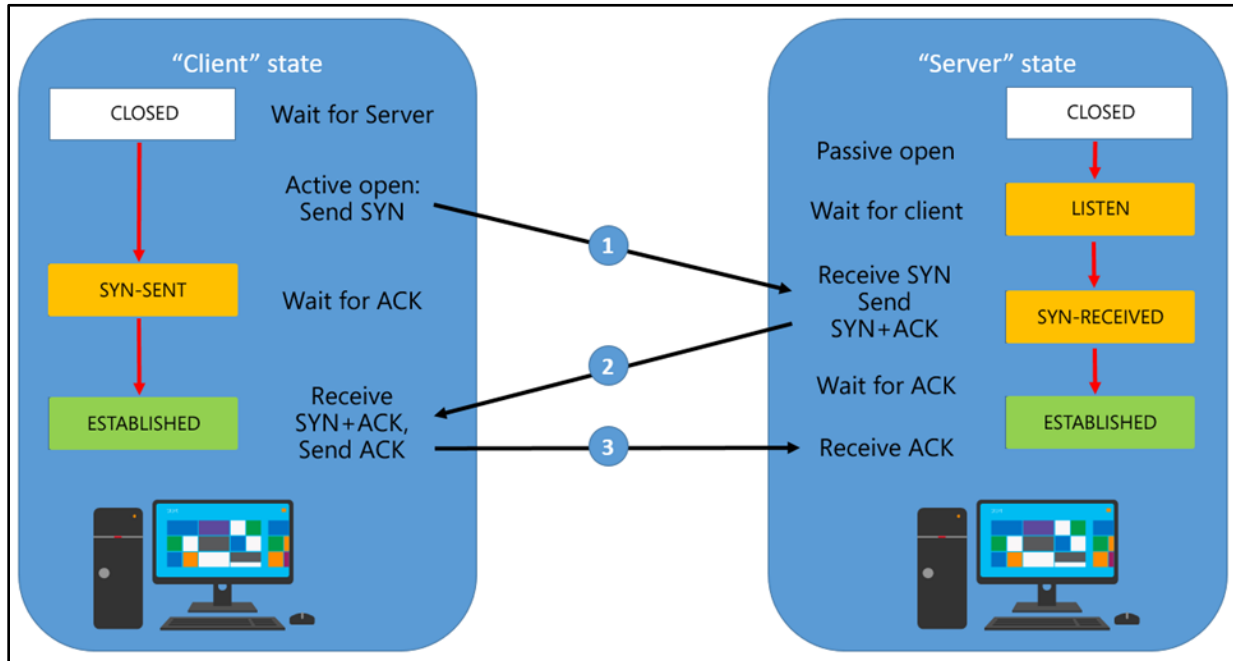 “Client” state
CLOSED
Wait for Server
Active open:
Send SYN
SYN-SENT
Wait for ACK
Receive
SYN+ACK,
Send ACK
ESTABLISHED
1
2
3
“Server” state
CLOSED
Passive open
Wait for client
LISTEN
Receive SYN
Send
SYN+ACK
SYN-RECEIVED
Wait for ACK
ESTABLISHED
Receive ACK